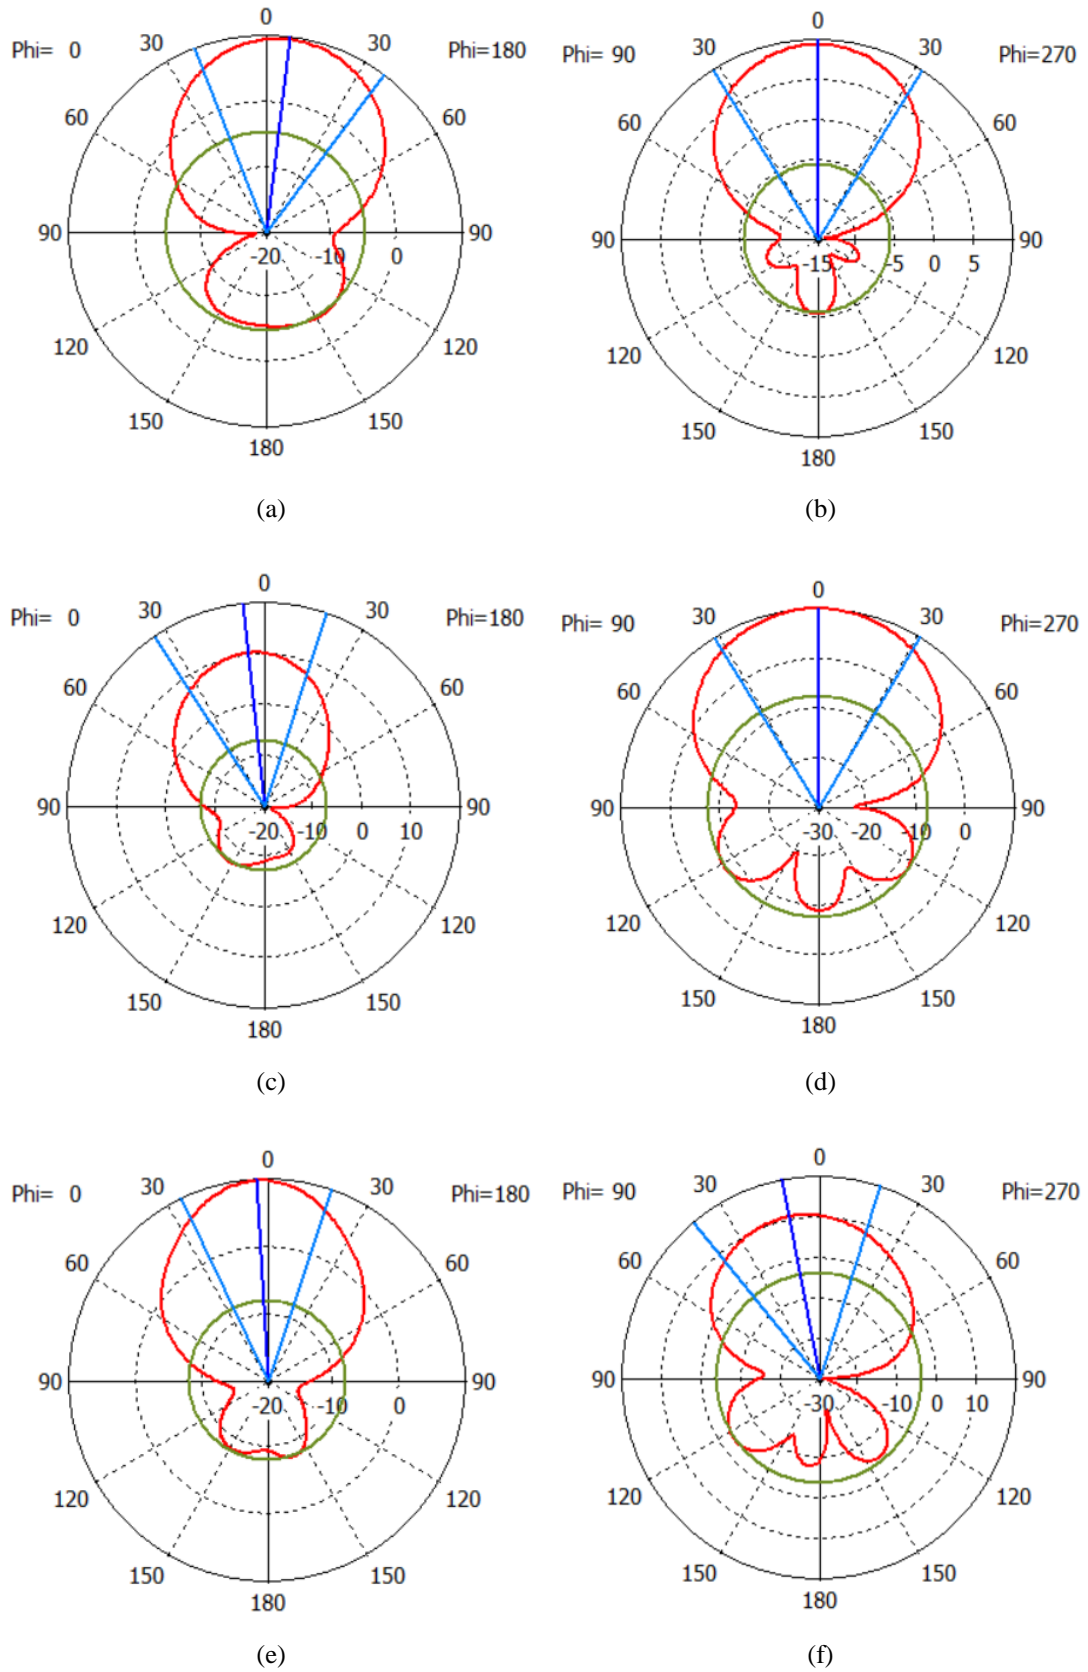 0 0
Phi= 0 30 30 Phi=180 Phi= 90 30 30 Phi=270
60 60 60 60
90 -20 -10 0 90 90 -15 -5 0 5 90
120 120 120 120
150 150 150 150
180 180
(a) (b)
0 0
Phi= 0 30 30 Phi=180 Phi= 90 30 30 Phi=270
60 60 60 60
90 -20 -10 0 10 90 90 -30 -20 -10 0 90
120 120 120 120
150 150 150 150
180 180
(c) (d)
0 0
Phi= 0 30 30 Phi=180 Phi= 90 30 30 Phi=270
60 60 60 60
90 -20 -10 0 90 90 -30 -10 0 10 90
120 120 120 120
150 150 150 150
180 180
(e) (f)